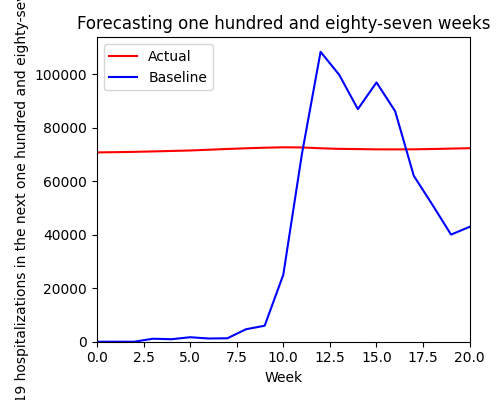 Forecasting one hundred and eighty-seven weeks
Actual
Baseline
100000
80000
60000
40000
20000
0
19 hospitalizations in the next one hundred and eighty-sev
0.0 2.5 5.0 7.5 10.0 12.5 15.0 17.5 20.0
Week